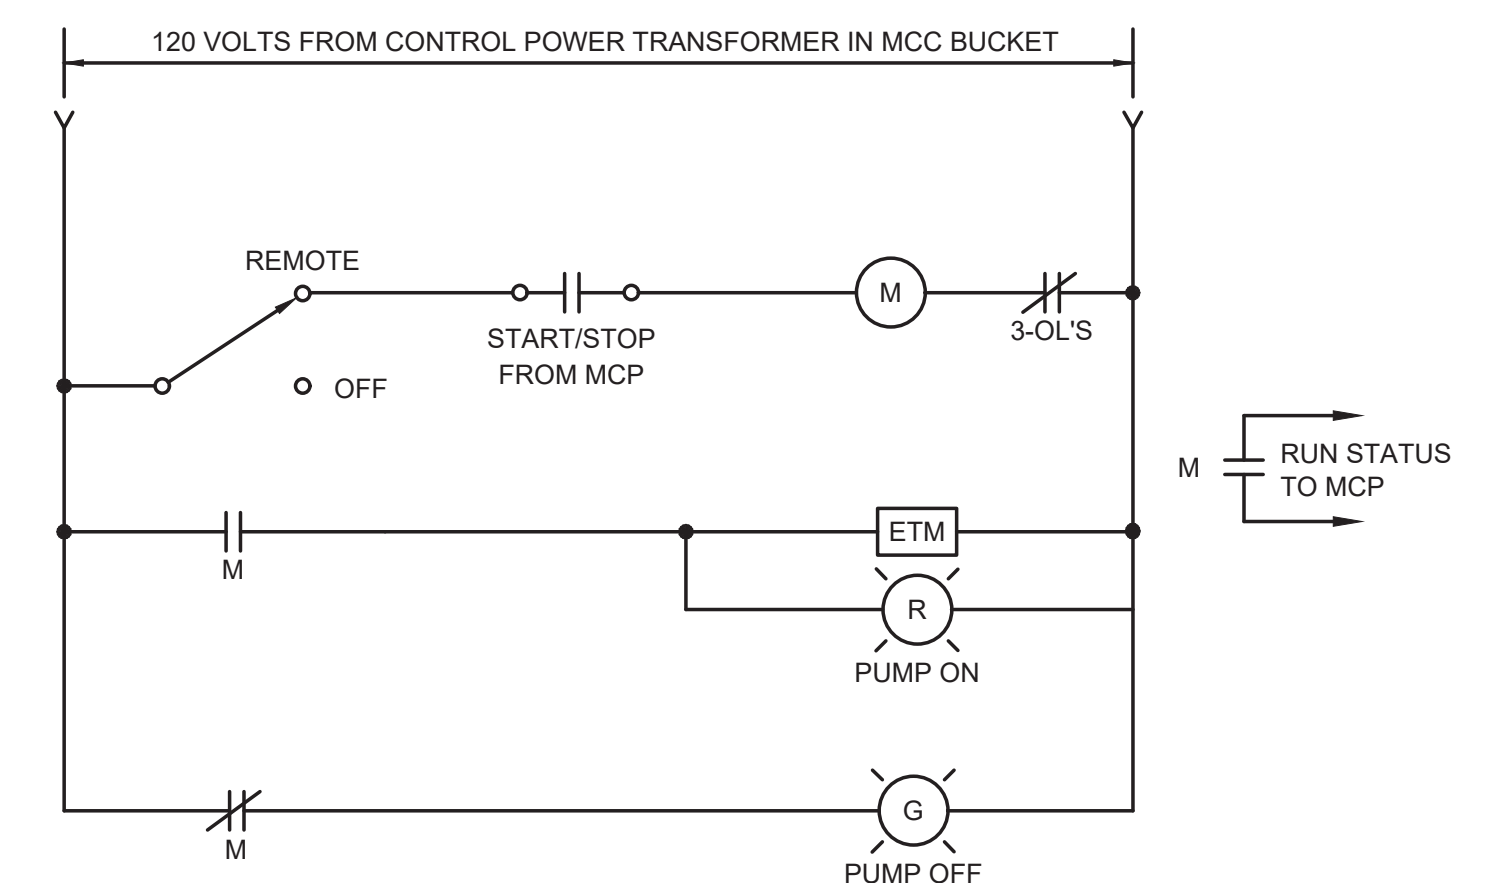 120 VOLTS FROM CONTROL POWER TRANSFORMER IN MCC BUCKET
REMOTE
M
3-OL'S
START/STOP
FROM MCP
OFF
M
RUN STATUS
TO MCP
ETM
M
R
PUMP ON
G
M
PUMP OFF